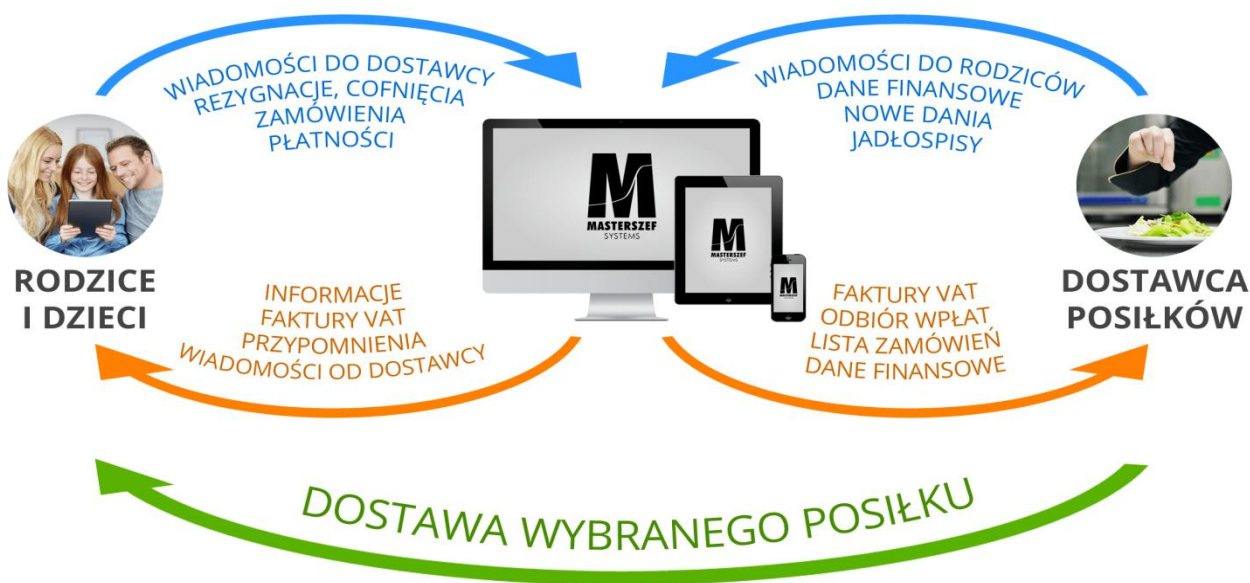 WIADOMOŚCI DO DOSTAWCY
REZYGNACJE, COFNIĘCIA
ZAMÓWIENIA
PŁATNOŚCI
WIADOMOŚCI DO RODZICÓW
DANE FINANSOWE
NOWE DANIA
JADŁOSPISY
M
MASTERSZEF
SYSTEMS
M
MASTERSZEF
SYSTEMS
M
RODZICE
I DZIECI
DOSTAWCA
POSIŁKÓW
INFORMACJE
FAKTURY VAT
PRZYPOMNIENIA
WIADOMOŚCI OD DOSTAWCY
FAKTURY VAT
ODBIÓR WPŁAT
LISTA ZAMÓWIEŃ
DANE FINANSOWE
DOSTAWA WYBRANEGO POSIŁKU